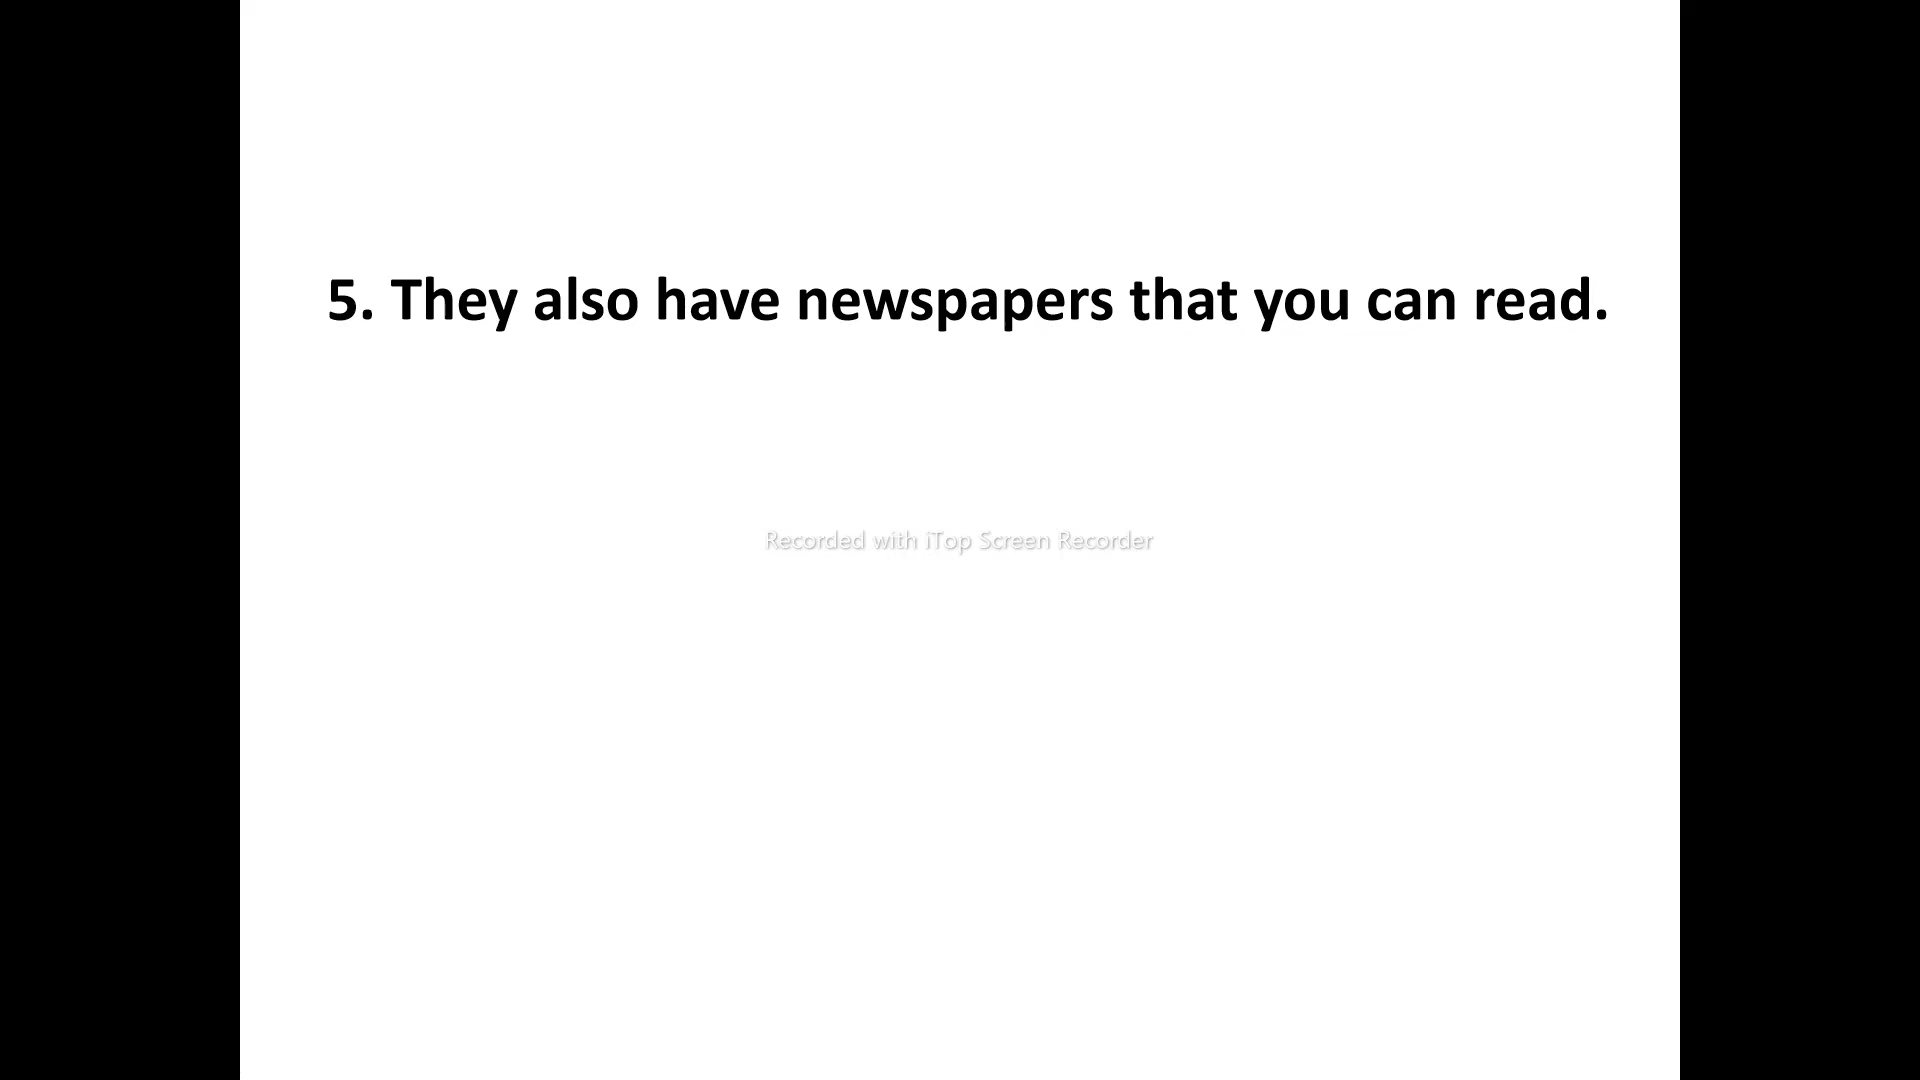 5. They also have newspapers that you can read.
Recorded with iTop Screen Recorder